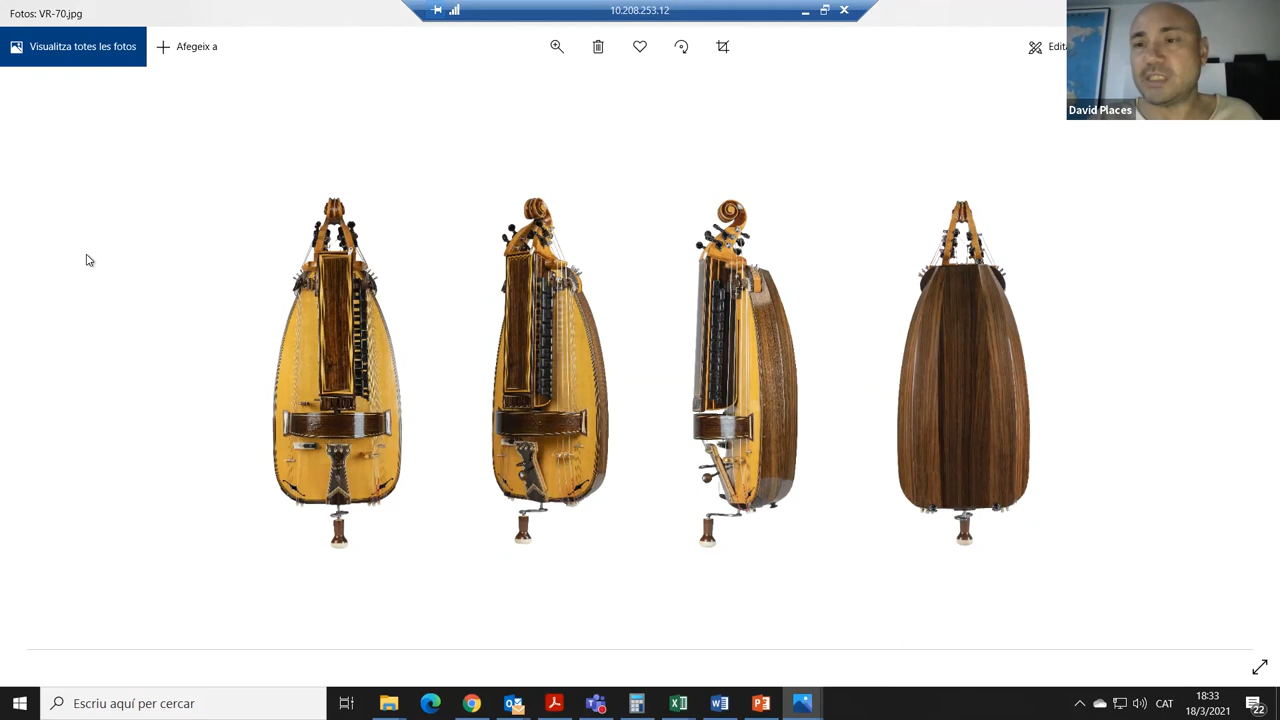 Fotos: VR-70.jpg
10.208.253.12
Visualitza totes les fotos
Afegeix a
Edit
David Places
Escriu aquí per cercar
CAT
18:33
18/3/2021
22